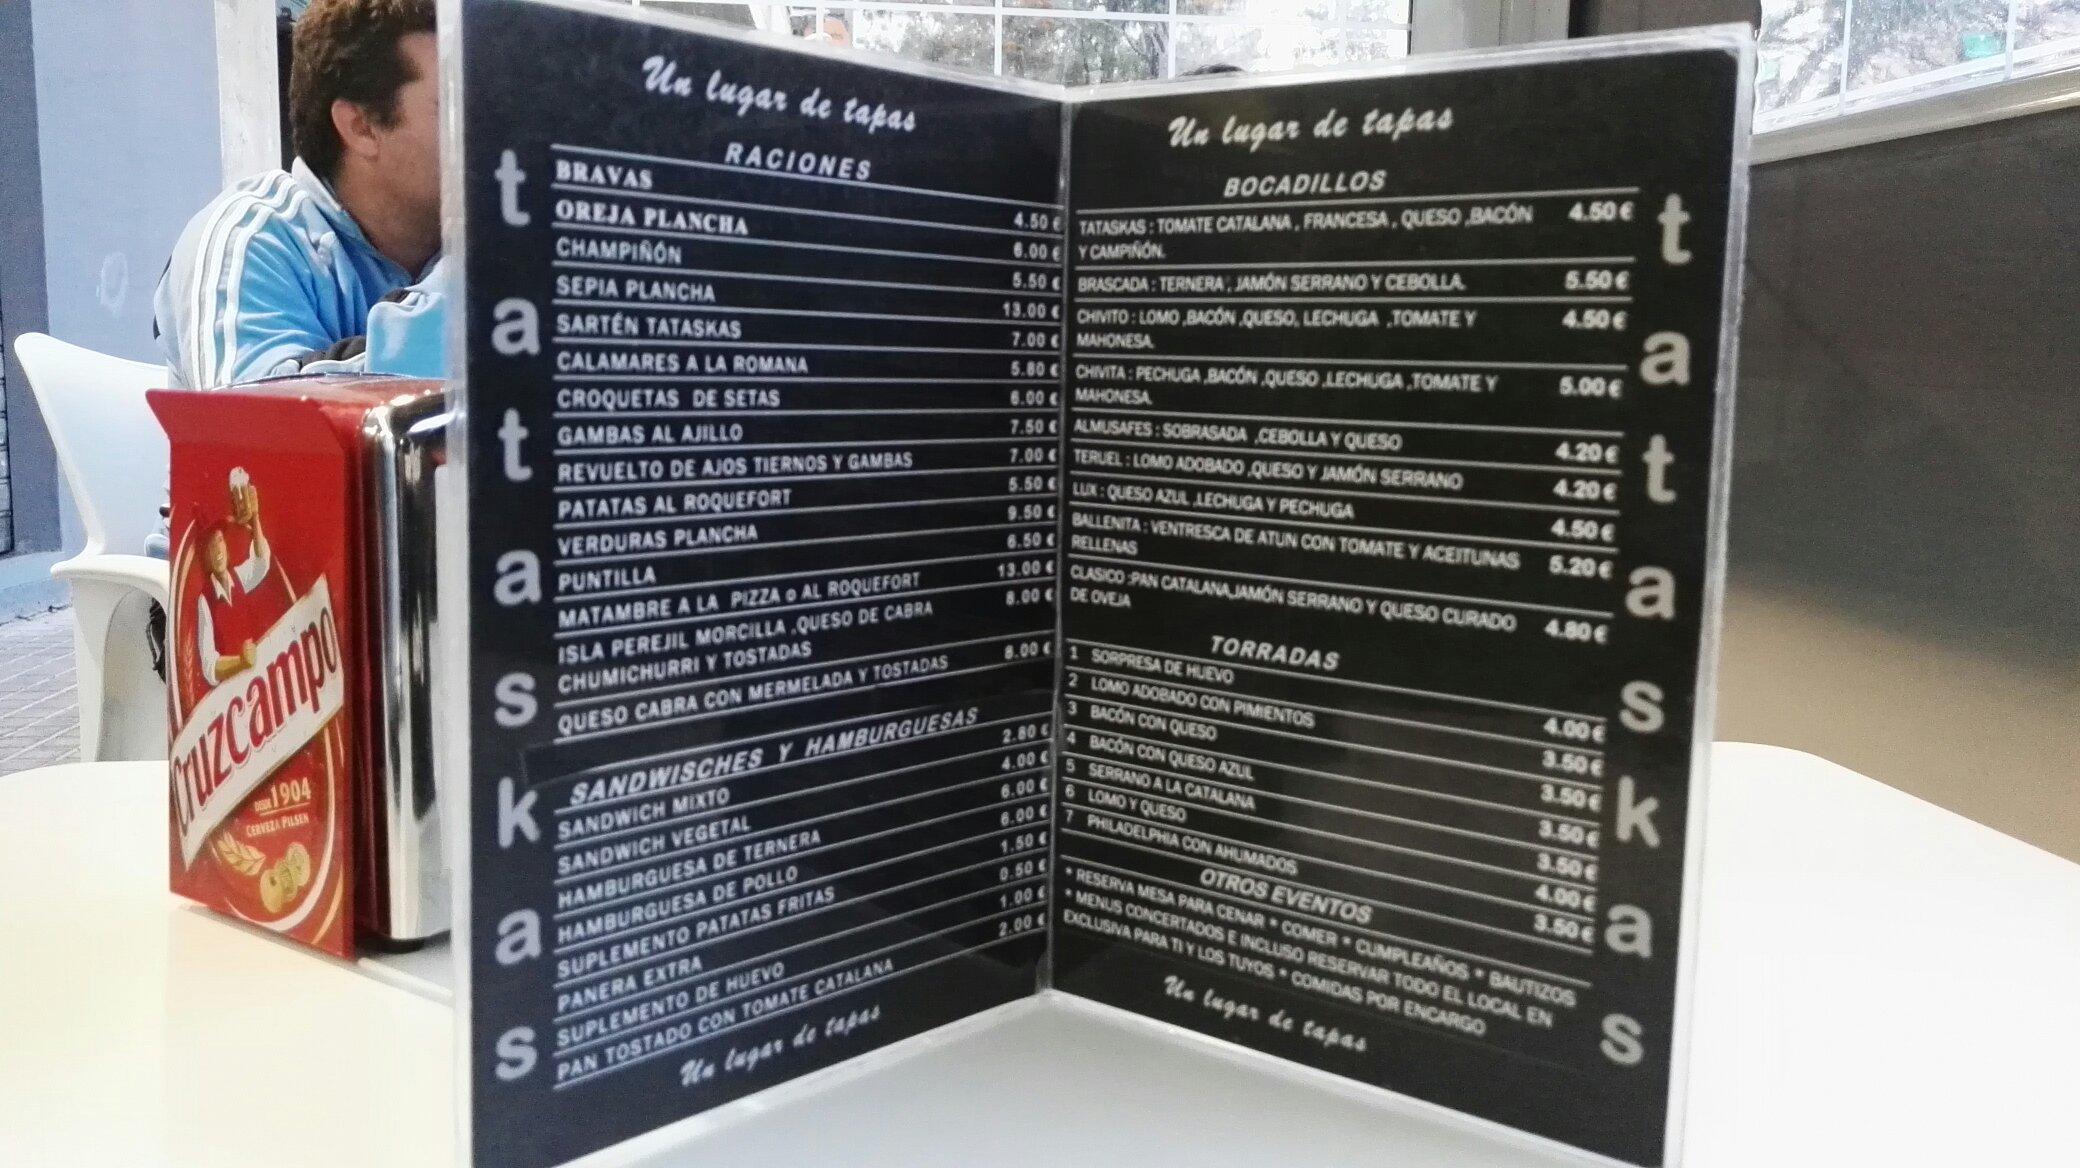 Un lugar de tapas
tataskas
RACIONES
BRAVAS 4.50 €
OREJA PLANCHA 6.00 €
CHAMPIÑÓN 5.50 €
SEPIA PLANCHA 13.00 €
SARTÉN TATASKAS 7.00 €
CALAMARES A LA ROMANA 5.80 €
CROQUETAS DE SETAS 6.00 €
GAMBAS AL AJILLO 7.50 €
REVUELTO DE AJOS TIERNOS Y GAMBAS 7.00 €
PATATAS AL ROQUEFORT 5.50 €
VERDURAS PLANCHA 9.50 €
PUNTILLA 6.50 €
MATAMBRE A LA PIZZA o AL ROQUEFORT 13.00 €
ISLA PEREJIL MORCILLA ,QUESO DE CABRA 8.00 €
CHUMICHURRI Y TOSTADAS
QUESO CABRA CON MERMELADA Y TOSTADAS 8.00 €
SANDWISCHES Y HAMBURGUESAS
SANDWICH MIXTO 2.80 €
SANDWICH VEGETAL 4.00 €
HAMBURGUESA DE TERNERA 6.00 €
HAMBURGUESA DE POLLO 6.00 €
SUPLEMENTO PATATAS FRITAS 1.50 €
PANERA EXTRA 0.50 €
SUPLEMENTO DE HUEVO 1.00 €
PAN TOSTADO CON TOMATE CATALANA 2.00 €
Un lugar de tapas
Un lugar de tapas
tataskas
BOCADILLOS
TATASKAS : TOMATE CATALANA , FRANCESA , QUESO ,BACÓN 4.50 €
Y CAMPIÑÓN.
BRASCADA : TERNERA , JAMÓN SERRANO Y CEBOLLA. 5.50 €
CHIVITO : LOMO ,BACÓN ,QUESO, LECHUGA ,TOMATE Y 4.50 €
MAHONESA.
CHIVITA : PECHUGA ,BACÓN ,QUESO ,LECHUGA ,TOMATE Y 5.00 €
MAHONESA.
ALMUSAFES : SOBRASADA ,CEBOLLA Y QUESO 4.20 €
TERUEL : LOMO ADOBADO ,QUESO Y JAMÓN SERRANO 4.20 €
LUX : QUESO AZUL ,LECHUGA Y PECHUGA 4.50 €
BALLENITA : VENTRESCA DE ATUN CON TOMATE Y ACEITUNAS 5.20 €
RELLENAS
CLASICO :PAN CATALANA,JAMÓN SERRANO Y QUESO CURADO 4.80 €
DE OVEJA
TORRADAS
1 SORPRESA DE HUEVO 4.00 €
2 LOMO ADOBADO CON PIMIENTOS 3.50 €
3 BACÓN CON QUESO 3.50 €
4 BACÓN CON QUESO AZUL 3.50 €
5 SERRANO A LA CATALANA 3.50 €
6 LOMO Y QUESO 4.00 €
7 PHILADELPHIA CON AHUMADOS 3.50 €
OTROS EVENTOS
* RESERVA MESA PARA CENAR * COMER * CUMPLEAÑOS * BAUTIZOS
* MENUS CONCERTADOS E INCLUSO RESERVAR TODO EL LOCAL EN
EXCLUSIVA PARA TI Y LOS TUYOS * COMIDAS POR ENCARGO
Un lugar de tapas
Cruzcampo
DESDE 1904
CERVEZA PILSEN